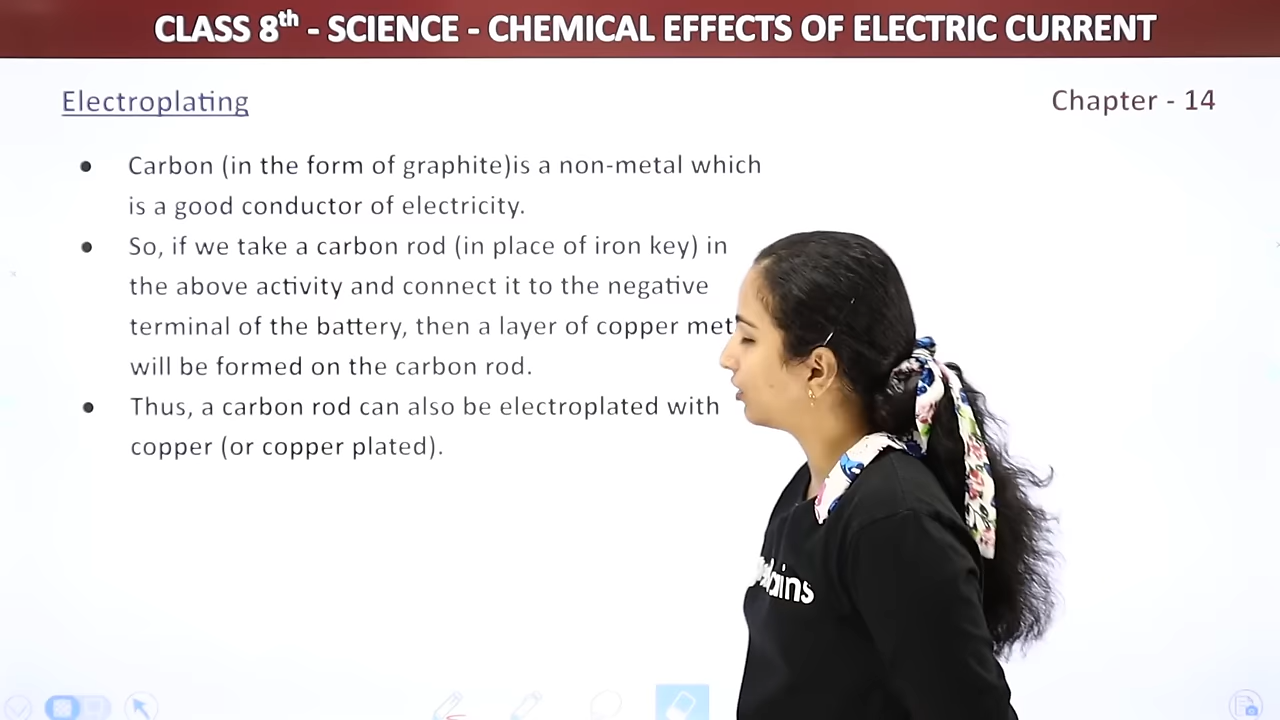 CLASS 8th - SCIENCE - CHEMICAL EFFECTS OF ELECTRIC CURRENT
Electroplating
Chapter - 14
• Carbon (in the form of graphite)is a non-metal which
is a good conductor of electricity.
• So, if we take a carbon rod (in place of iron key) in
the above activity and connect it to the negative
terminal of the battery, then a layer of copper met
will be formed on the carbon rod.
• Thus, a carbon rod can also be electroplated with
copper (or copper plated).